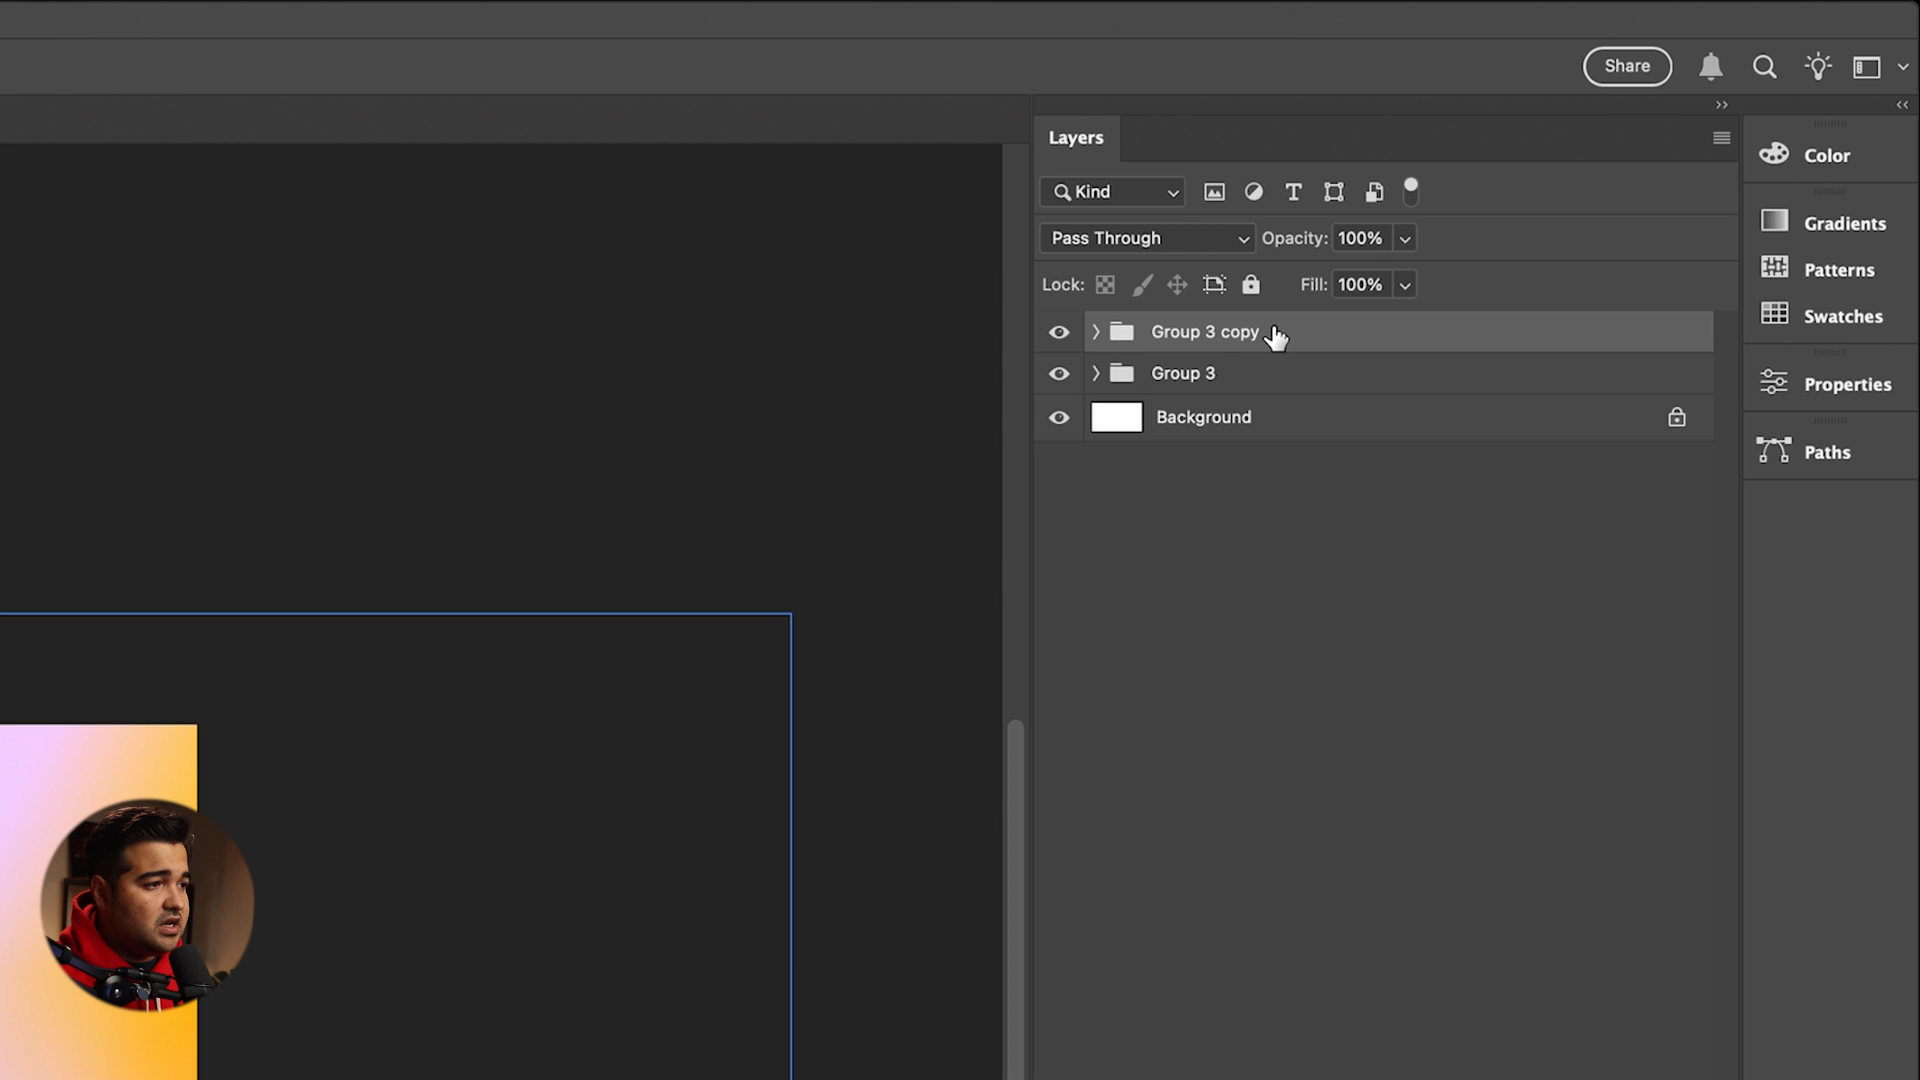 Share
Layers
Kind
Pass Through Opacity: 100%
Lock: Fill: 100%
Group 3 copy
Group 3
Background
Color
Gradients
Patterns
Swatches
Properties
Paths